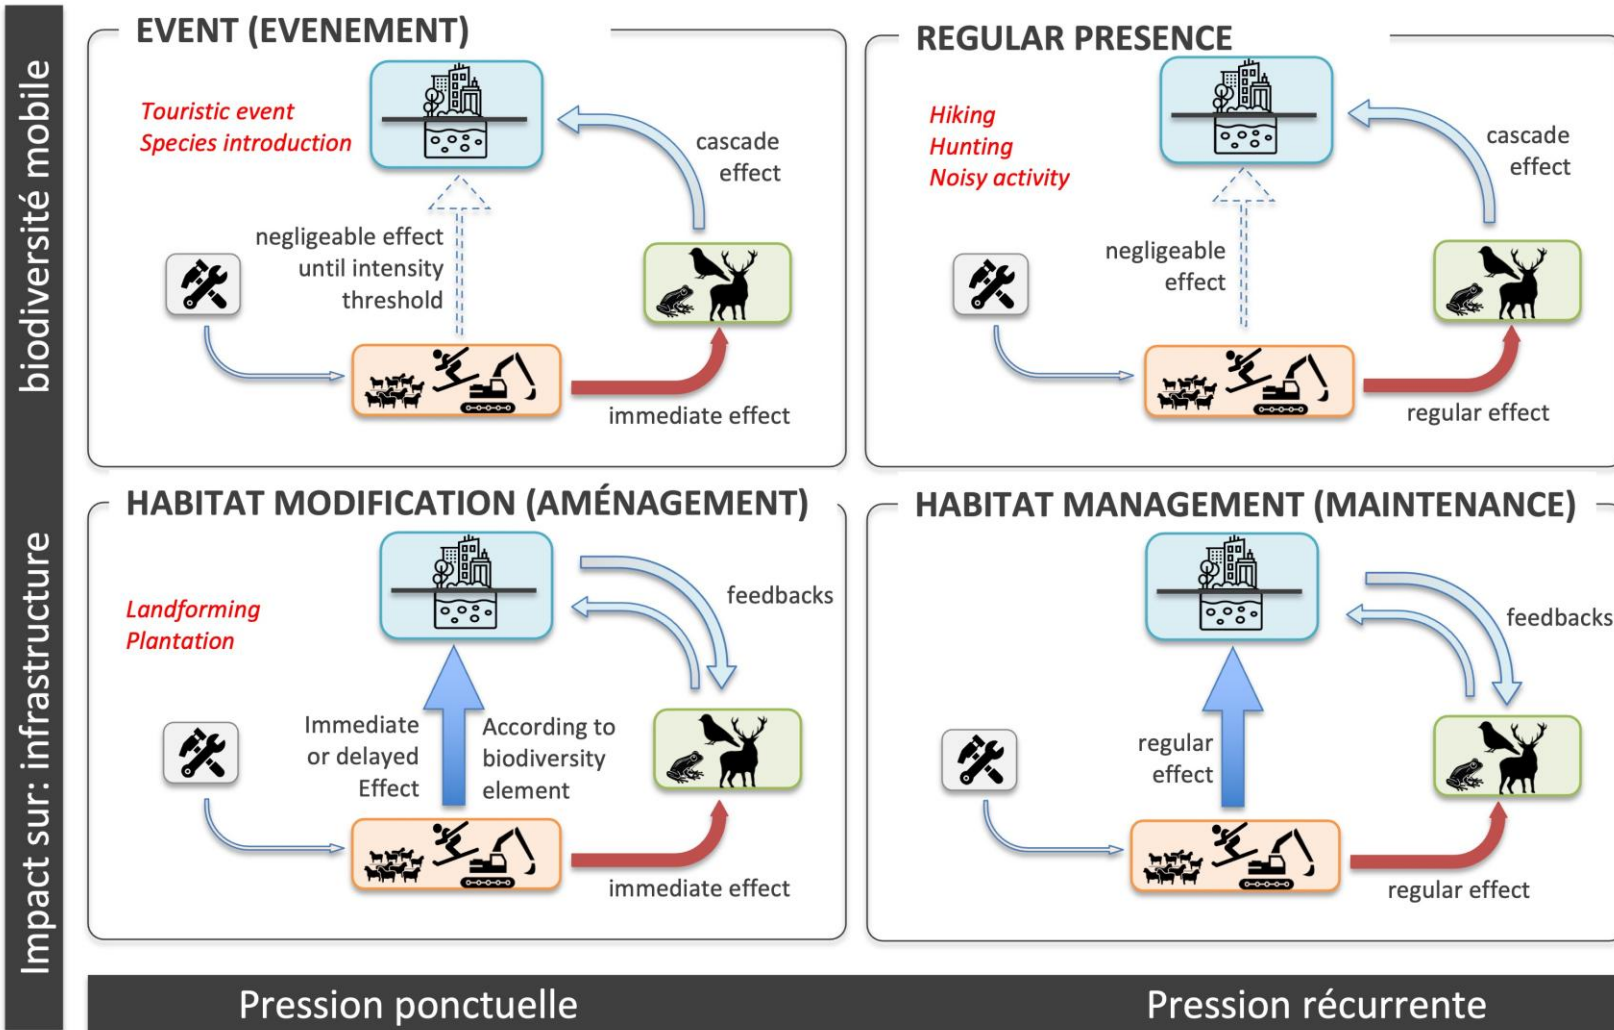 EVENT (EVENEMENT)
Touristic event
Species introduction
cascade
effect
negligeable effect
until intensity
threshold
immediate effect
REGULAR PRESENCE
Hiking
Hunting
Noisy activity
cascade
effect
negligeable
effect
regular effect
HABITAT MODIFICATION (AMÉNAGEMENT)
Landforming
Plantation
feedbacks
Immediate
or delayed
Effect
According to
biodiversity
element
immediate effect
HABITAT MANAGEMENT (MAINTENANCE)
feedbacks
regular
effect
regular effect
Impact sur: infrastructure
biodiversité mobile
Pression ponctuelle
Pression récurrente